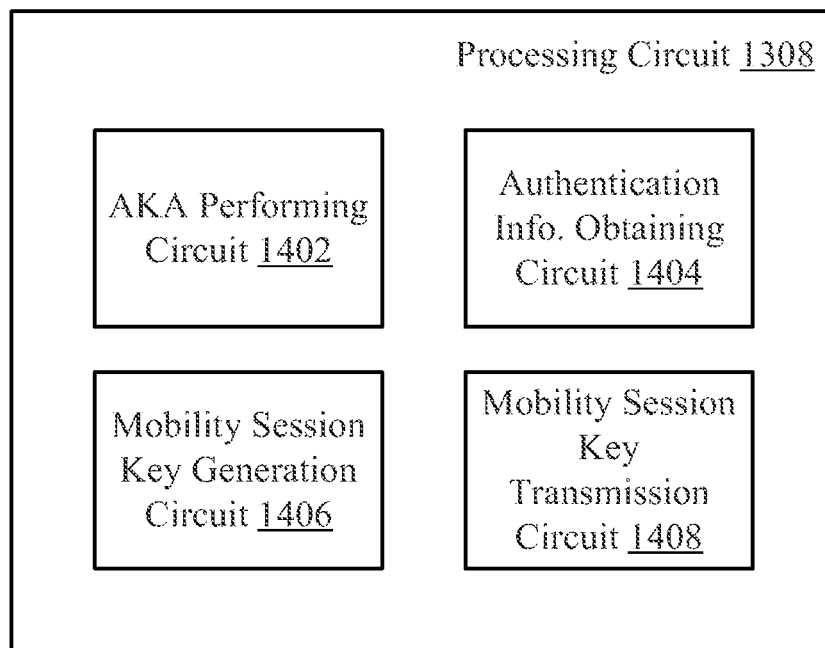 Processing Circuit 1308
AKA Performing
Circuit 1402
Authentication
Info. Obtaining
Circuit 1404
Mobility Session
Key Generation
Circuit 1406
Mobility Session
Key
Transmission
Circuit 1408